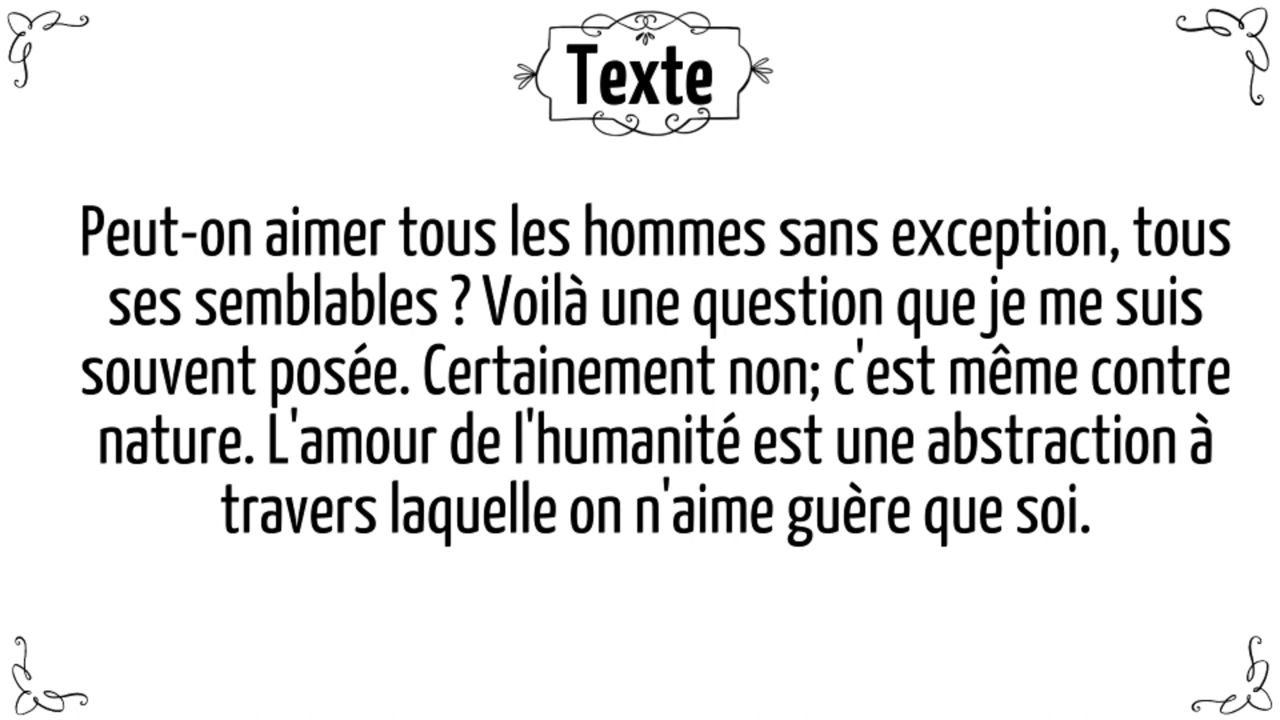 Texte
Peut-on aimer tous les hommes sans exception, tous
ses semblables ? Voilà une question que je me suis
souvent posée. Certainement non; c'est même contre
nature. L'amour de l'humanité est une abstraction à
travers laquelle on n'aime guère que soi.